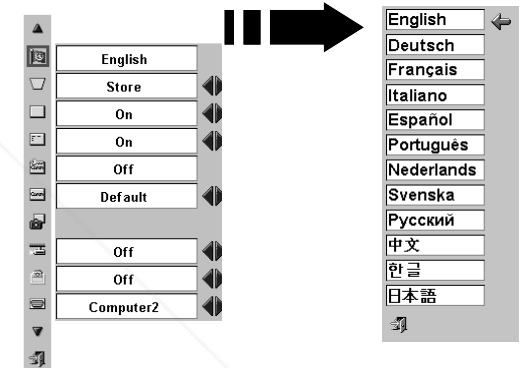 English
Store
On
On
Off
Default
Off
Off
Computer2
English
Deutsch
Français
Italiano
Español
Português
Nederlands
Svenska
Русский
中文
한글
日本語